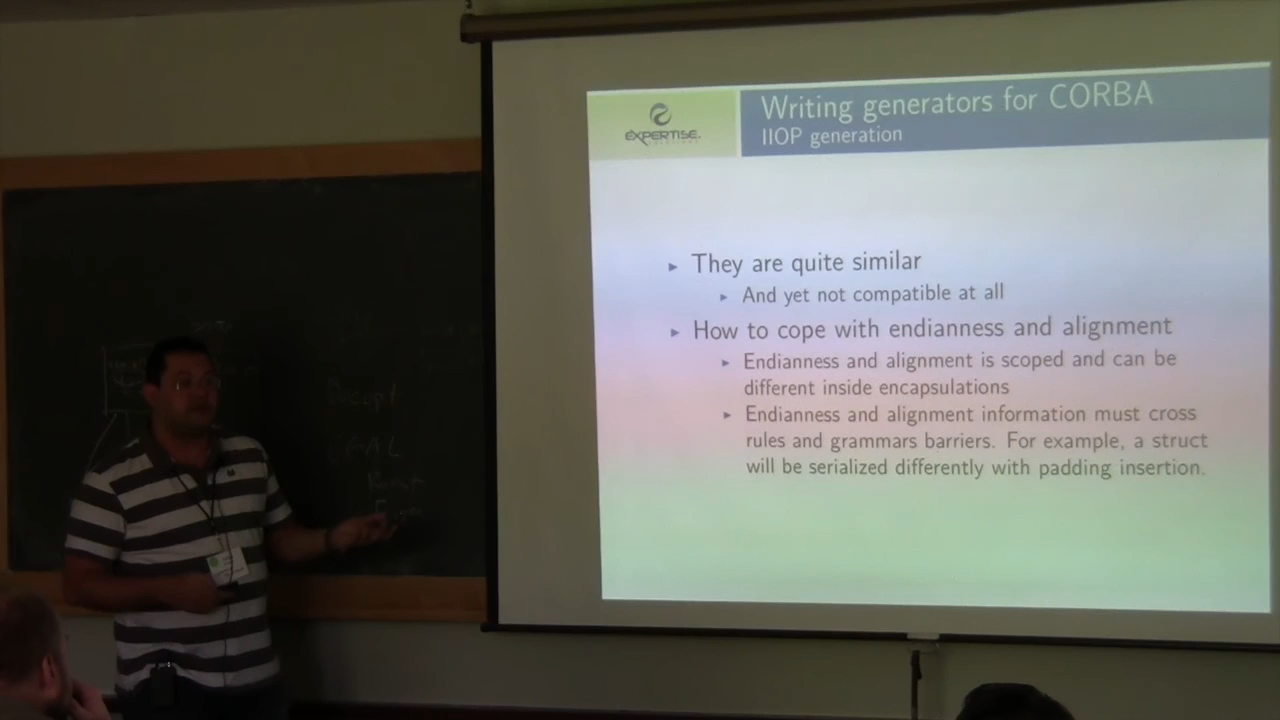 Writing generators for CORBA
IIOP generation
EXPERTISE
SOLUTIONS
▸ They are quite similar
▸ And yet not compatible at all
▸ How to cope with endianness and alignment
▸ Endianness and alignment is scoped and can be
different inside encapsulations
▸ Endianness and alignment information must cross
rules and grammars barriers. For example, a struct
will be serialized differently with padding insertion.